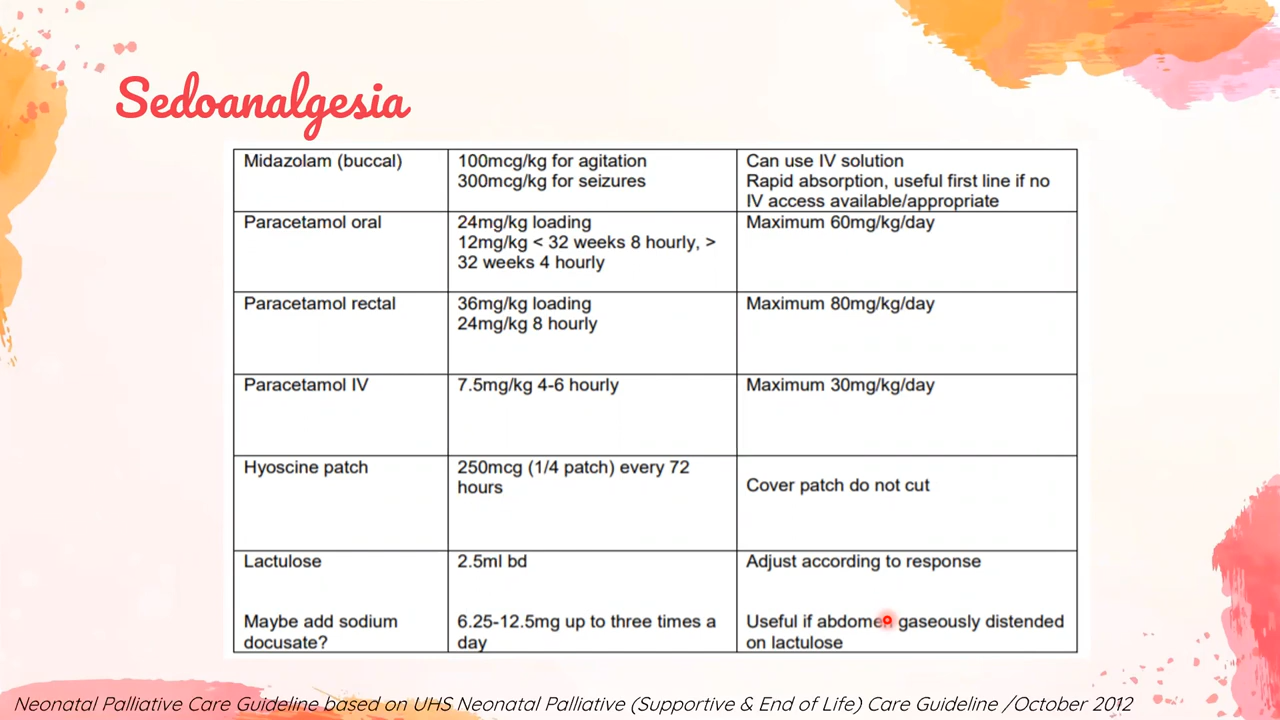 Sedoanalgesia
Midazolam (buccal)
100mcg/kg for agitation
300mcg/kg for seizures
Can use IV solution
Rapid absorption, useful first line if no
IV access available/appropriate
Paracetamol oral
24mg/kg loading
12mg/kg < 32 weeks 8 hourly, >
32 weeks 4 hourly
Maximum 60mg/kg/day
Paracetamol rectal
36mg/kg loading
24mg/kg 8 hourly
Maximum 80mg/kg/day
Paracetamol IV
7.5mg/kg 4-6 hourly
Maximum 30mg/kg/day
Hyoscine patch
250mcg (1/4 patch) every 72
hours
Cover patch do not cut
Lactulose
2.5ml bd
Adjust according to response
Maybe add sodium
docusate?
6.25-12.5mg up to three times a
day
Useful if abdomen gaseously distended
on lactulose
Neonatal Palliative Care Guideline based on UHS Neonatal Palliative (Supportive & End of Life) Care Guideline /October 2012